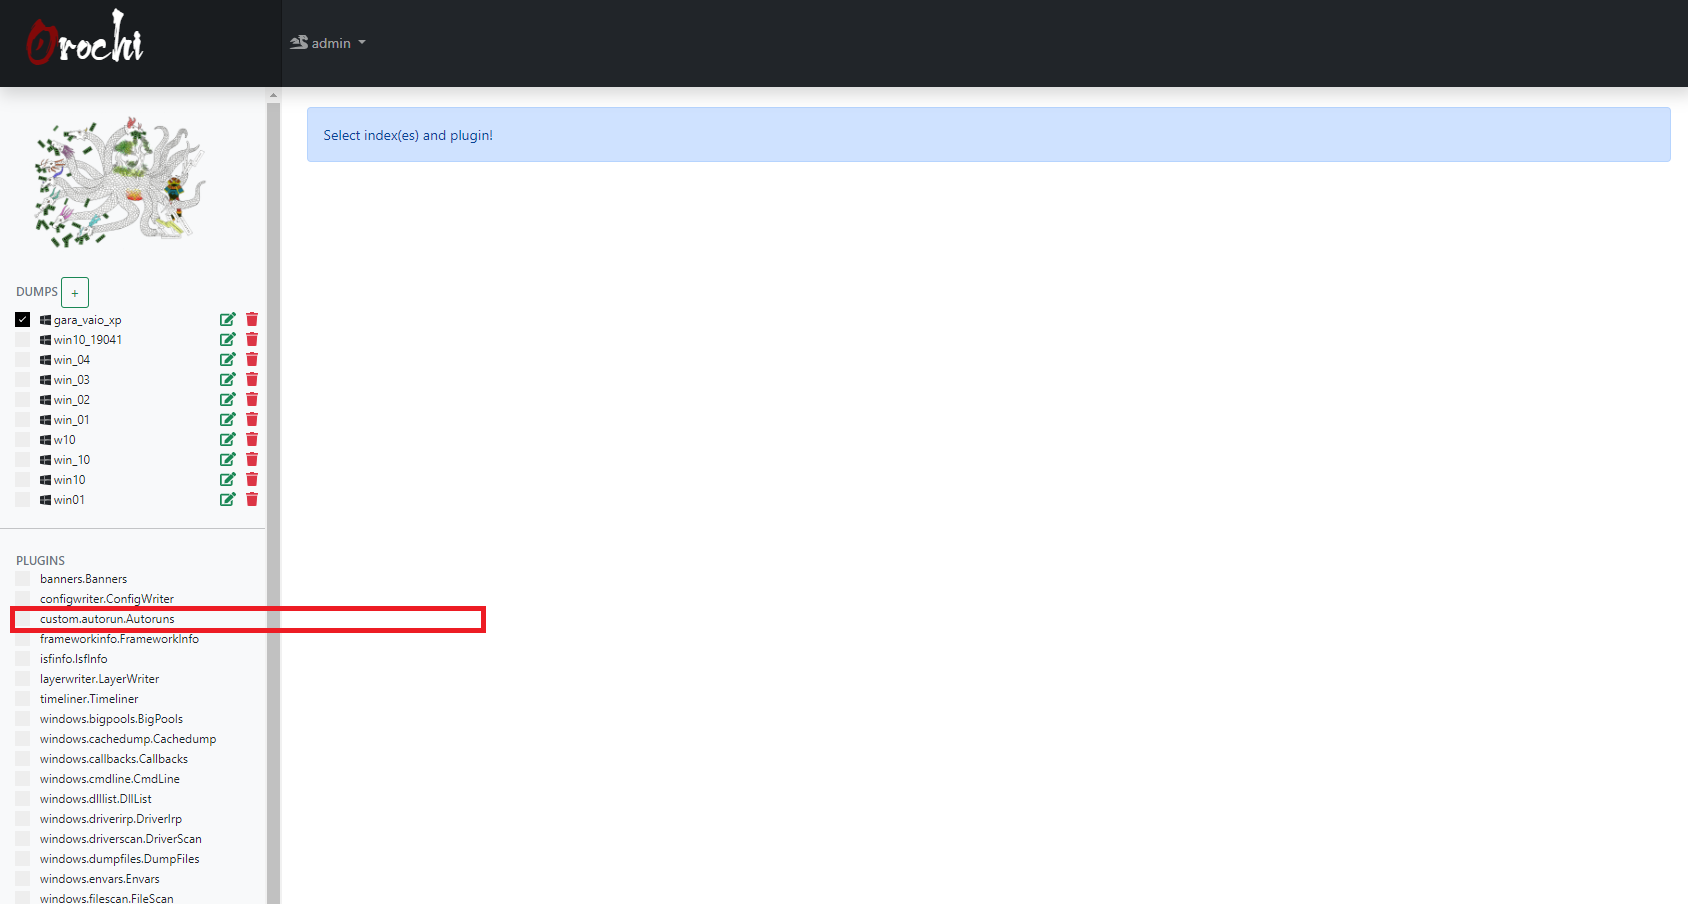 Orochi
admin
Select index(es) and plugin!
DUMPS +
gara_vaio_xp
win10_19041
win_04
win_03
win_02
win_01
w10
win_10
win10
win01
PLUGINS
banners.Banners
configwriter.ConfigWriter
custom.autorun.Autoruns
frameworkinfo.FrameworkInfo
isfinfo.IsfInfo
layerwriter.LayerWriter
timeliner.Timeliner
windows.bigpools.BigPools
windows.cachedump.Cachedump
windows.callbacks.Callbacks
windows.cmdline.CmdLine
windows.dlllist.DllList
windows.driverirp.DriverIrp
windows.driverscan.DriverScan
windows.dumpfiles.DumpFiles
windows.envars.Envars
windows.filescan.FileScan